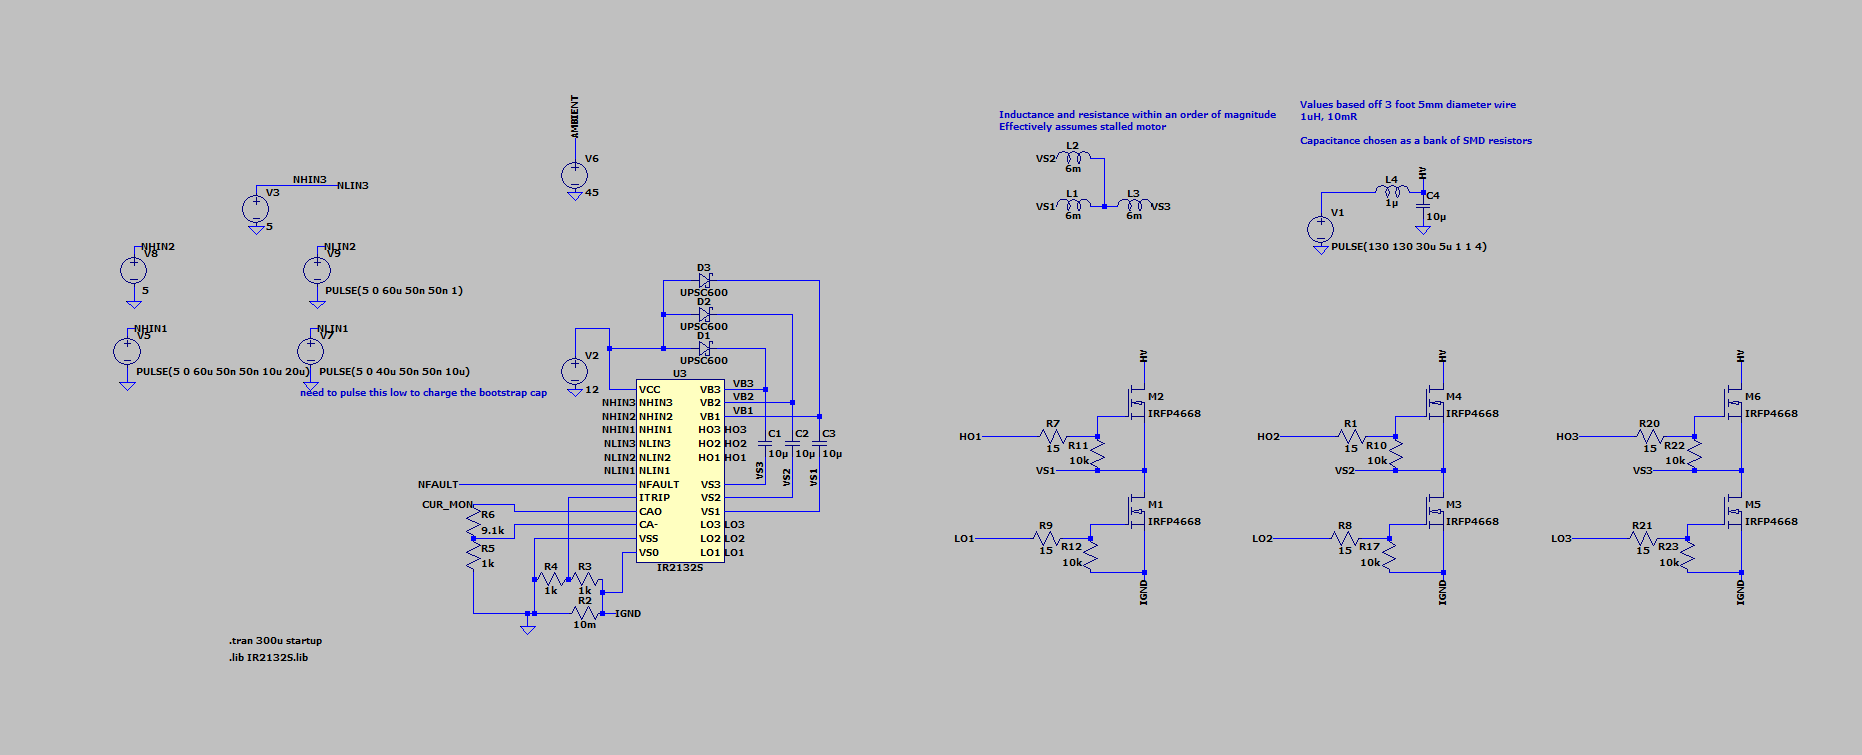 AMBIENT
V6
45
NHIN3
NLIN3
V3
5
NHIN2
V8
5
NLIN2
V9
PULSE(5 0 60u 50n 50n 1)
NHIN1
V5
PULSE(5 0 60u 50n 50n 10u 20u)
NLIN1
V7
PULSE(5 0 40u 50n 50n 10u)
need to pulse this low to charge the bootstrap cap
D3
UPSC600
D2
UPSC600
D1
UPSC600
V2
12
U3
VCC VB3 VB3
NHIN3 NHIN3 VB2 VB2
NHIN2 NHIN2 VB1 VB1
NHIN1 NHIN1 HO3 HO3
NLIN3 NLIN3 HO2 HO2
NLIN2 NLIN2 HO1 HO1
NLIN1 NLIN1
NFAULT NFAULT VS3
ITRIP VS2
CUR_MON CAO VS1
CA- LO3 LO3
VSS LO2 LO2
VS0 LO1 LO1
IR2132S
C1
10µ
C2
10µ
C3
10µ
VS3
VS2
VS1
R6
9.1k
R5
1k
R4
1k
R3
1k
R2
10m
IGND
.tran 300u startup
.lib IR2132S.lib
Inductance and resistance within an order of magnitude
Effectively assumes stalled motor
L2
VS2
6m
L1
VS1
6m
L3
VS3
6m
Values based off 3 foot 5mm diameter wire
1uH, 10mR
Capacitance chosen as a bank of SMD resistors
HV
L4
1µ
C4
10µ
V1
PULSE(130 130 30u 5u 1 1 4)
HV
M2
IRFP4668
HO1
R7
15
R11
10k
VS1
M1
IRFP4668
LO1
R9
15
R12
10k
IGND
HV
M4
IRFP4668
HO2
R1
15
R10
10k
VS2
M3
IRFP4668
LO2
R8
15
R17
10k
IGND
HV
M6
IRFP4668
HO3
R20
15
R22
10k
VS3
M5
IRFP4668
LO3
R21
15
R23
10k
IGND